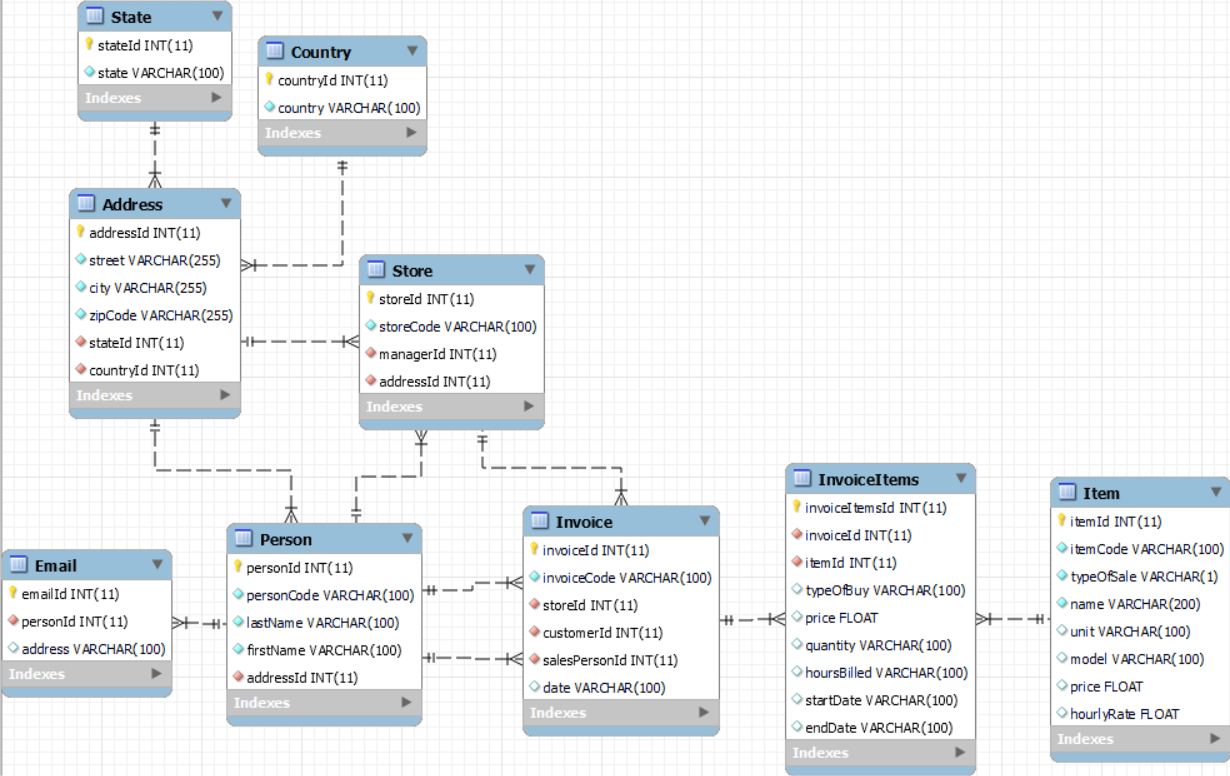 State
stateId INT(11)
state VARCHAR(100)
Indexes
Country
countryId INT(11)
country VARCHAR(100)
Indexes
Address
addressId INT(11)
street VARCHAR(255)
city VARCHAR(255)
zipCode VARCHAR(255)
stateId INT(11)
countryId INT(11)
Indexes
Store
storeId INT(11)
storeCode VARCHAR(100)
managerId INT(11)
addressId INT(11)
Indexes
Email
emailId INT(11)
personId INT(11)
address VARCHAR(100)
Indexes
Person
personId INT(11)
personCode VARCHAR(100)
lastName VARCHAR(100)
firstName VARCHAR(100)
addressId INT(11)
Indexes
Invoice
invoiceId INT(11)
invoiceCode VARCHAR(100)
storeId INT(11)
customerId INT(11)
salesPersonId INT(11)
date VARCHAR(100)
Indexes
InvoiceItems
invoiceItemsId INT(11)
invoiceId INT(11)
itemId INT(11)
typeOfBuy VARCHAR(100)
price FLOAT
quantity VARCHAR(100)
hoursBilled VARCHAR(100)
startDate VARCHAR(100)
endDate VARCHAR(100)
Indexes
Item
itemId INT(11)
itemCode VARCHAR(100)
typeOfSale VARCHAR(1)
name VARCHAR(200)
unit VARCHAR(100)
model VARCHAR(100)
price FLOAT
hourlyRate FLOAT
Indexes